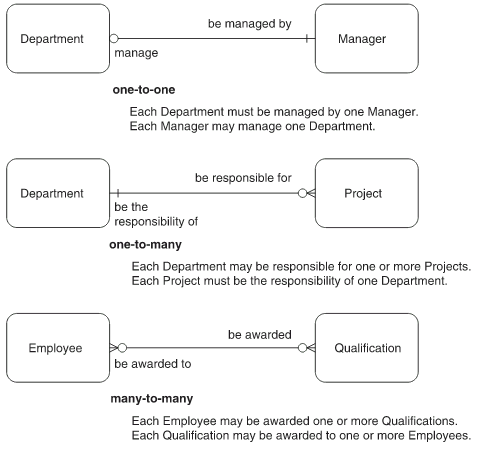 be managed by
Department
Manager
manage
one-to-one
Each Department must be managed by one Manager.
Each Manager may manage one Department.
be responsible for
Department
Project
be the
responsibility of
one-to-many
Each Department may be responsible for one or more Projects.
Each Project must be the responsibility of one Department.
be awarded
Employee
Qualification
be awarded to
many-to-many
Each Employee may be awarded one or more Qualifications.
Each Qualification may be awarded to one or more Employees.